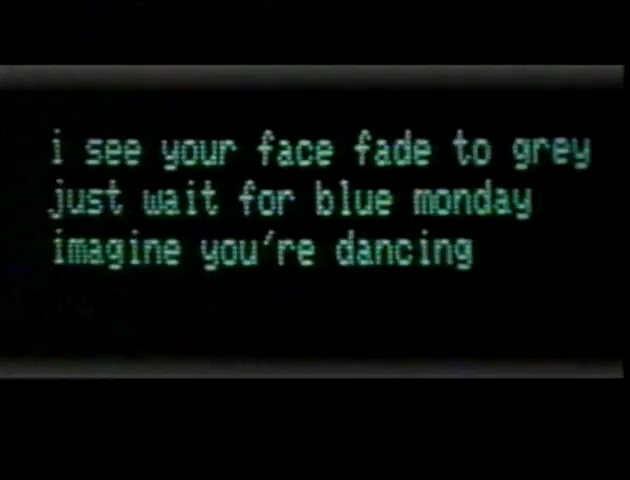 i see your face fade to grey
just wait for blue monday
imagine you're dancing